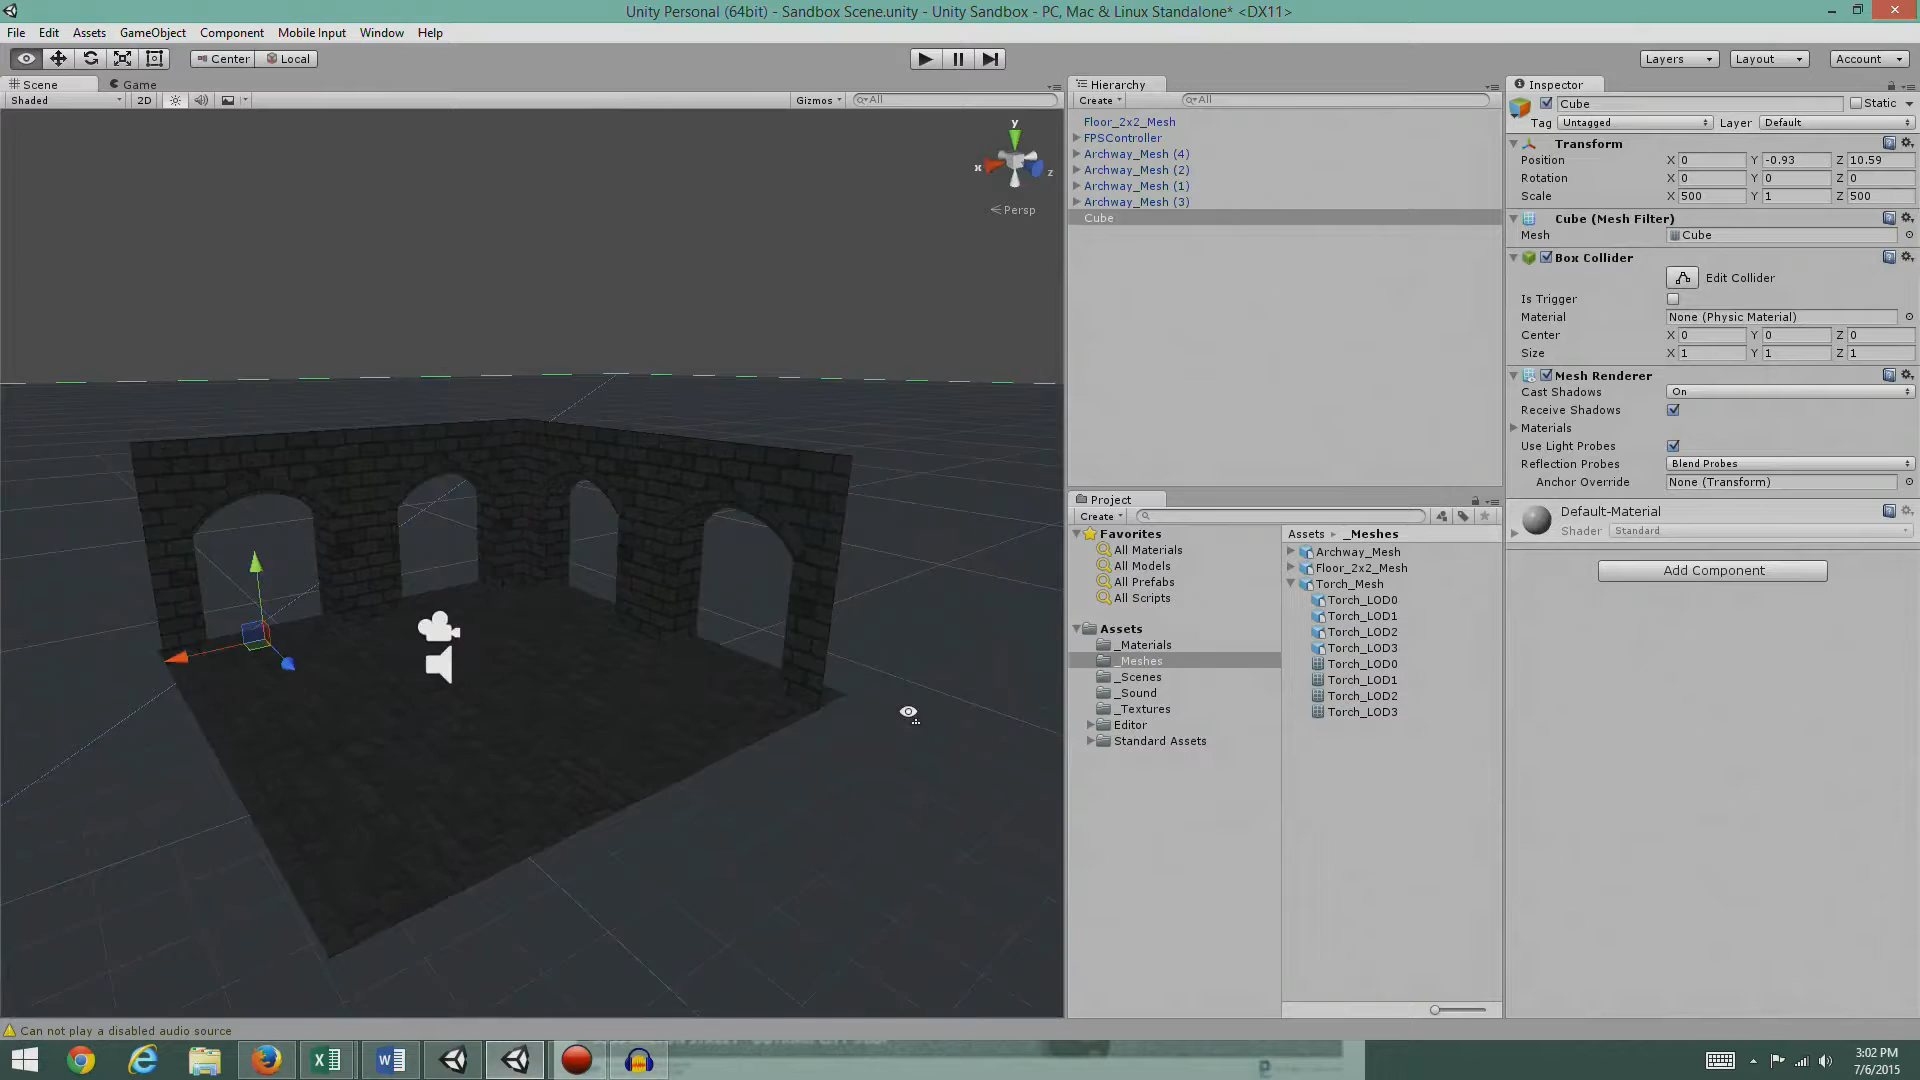 Unity Personal (64bit) - Sandbox Scene.unity - Unity Sandbox - PC, Mac & Linux Standalone* <DX11>
File Edit Assets GameObject Component Mobile Input Window Help
Center Local Layers Layout Account
Scene Game
Shaded 2D Gizmos All
y
x
z
Persp
Hierarchy
Create All
Floor_2x2_Mesh
FPSController
Archway_Mesh (4)
Archway_Mesh (2)
Archway_Mesh (1)
Archway_Mesh (3)
Cube
Project
Create
Favorites
All Materials
All Models
All Prefabs
All Scripts
Assets
_Materials
_Meshes
_Scenes
_Sound
_Textures
Editor
Standard Assets
Assets _Meshes
Archway_Mesh
Floor_2x2_Mesh
Torch_Mesh
Torch_LOD0
Torch_LOD1
Torch_LOD2
Torch_LOD3
Torch_LOD0
Torch_LOD1
Torch_LOD2
Torch_LOD3
Inspector
Cube Static
Tag Untagged Layer Default
Transform
Position X 0 Y -0.93 Z 10.59
Rotation X 0 Y 0 Z 0
Scale X 500 Y 1 Z 500
Cube (Mesh Filter)
Mesh Cube
Box Collider
Edit Collider
Is Trigger
Material None (Physic Material)
Center X 0 Y 0 Z 0
Size X 1 Y 1 Z 1
Mesh Renderer
Cast Shadows On
Receive Shadows
Materials
Use Light Probes
Reflection Probes Blend Probes
Anchor Override None (Transform)
Default-Material
Shader Standard
Add Component
Can not play a disabled audio source
3:02 PM
7/6/2015